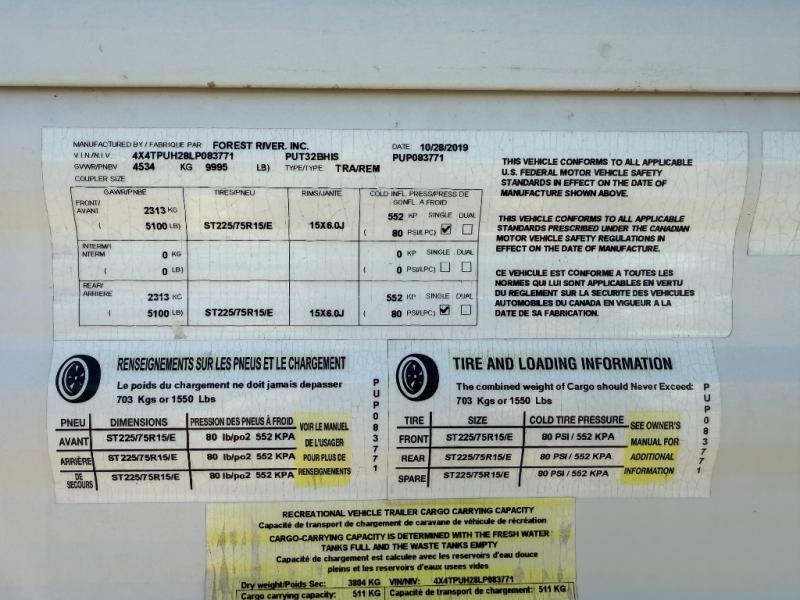 MANUFACTURED BY / FABRIQUE PAR FOREST RIVER, INC. DATE 10/28/2019
V.I.N./N.I.V. 4X4TPUH28LP083771 PUT32BHIS PUP083771
GVWR/PNBV 4534 KG 9995 LB) TYPE/TYPE TRA/REM
COUPLER SIZE
GAWR/PNBE TIRES/PNEU RIMS/JANTE COLD INFL. PRESS/PRESS DE GONFL. A FROID
FRONT/ AVANT 2313 KG 552 KP SINGLE DUAL
( 5100 LB) ST225/75R15/E 15X6.0J ( 80 PSI/LPC)
INTERM/I NTERM 0 KG 0 KP SINGLE DUAL
( 0 LB) ( 0 PSI/LPC)
REAR/ ARRIERE 2313 KG 552 KP SINGLE DUAL
( 5100 LB) ST225/75R15/E 15X6.0J ( 80 PSI/LPC)
THIS VEHICLE CONFORMS TO ALL APPLICABLE
U.S. FEDERAL MOTOR VEHICLE SAFETY
STANDARDS IN EFFECT ON THE DATE OF
MANUFACTURE SHOWN ABOVE.
THIS VEHICLE CONFORMS TO ALL APPLICABLE
STANDARDS PRESCRIBED UNDER THE CANADIAN
MOTOR VEHICLE SAFETY REGULATIONS IN
EFFECT ON THE DATE OF MANUFACTURE.
CE VEHICULE EST CONFORME A TOUTES LES
NORMES QUI LUI SONT APPLICABLES EN VERTU
DU REGLEMENT SUR LA SECURITE DES VEHICULES
AUTOMOBILES DU CANADA EN VIGUEUR A LA
DATE DE SA FABRICATION.
RENSEIGNEMENTS SUR LES PNEUS ET LE CHARGEMENT
Le poids du chargement ne doit jamais depasser
703 Kgs or 1550 Lbs
PNEU DIMENSIONS PRESSION DES PNEUS À FROID
AVANT ST225/75R15/E 80 lb/po2 552 KPA
ARRIÈRE ST225/75R15/E 80 lb/po2 552 KPA
DE SECOURS ST225/75R15/E 80 lb/po2 552 KPA
VOIR LE MANUEL
DE L'USAGER
POUR PLUS DE
RENSEIGNEMENTS
PUP083771
TIRE AND LOADING INFORMATION
The combined weight of Cargo should Never Exceed:
703 Kgs or 1550 Lbs
TIRE SIZE COLD TIRE PRESSURE
FRONT ST225/75R15/E 80 PSI / 552 KPA
REAR ST225/75R15/E 80 PSI / 552 KPA
SPARE ST225/75R15/E 80 PSI / 552 KPA
SEE OWNER'S
MANUAL FOR
ADDITIONAL
INFORMATION
PUP083771
RECREATIONAL VEHICLE TRAILER CARGO CARRYING CAPACITY
Capacité de transport de chargement de caravane de véhicule de récréation
CARGO-CARRYING CAPACITY IS DETERMINED WITH THE FRESH WATER
TANKS FULL AND THE WASTE TANKS EMPTY
Capacité de chargement est calculée avec les reservoirs d'eau douce
pleins et les reservoirs d'eaux usees vides
Dry weight/Poids Sec: 3804 KG VIN/NIV: 4X4TPUH28LP083771
Cargo carrying capacity: 511 KG Capacité de transport de chargement: 511 KG